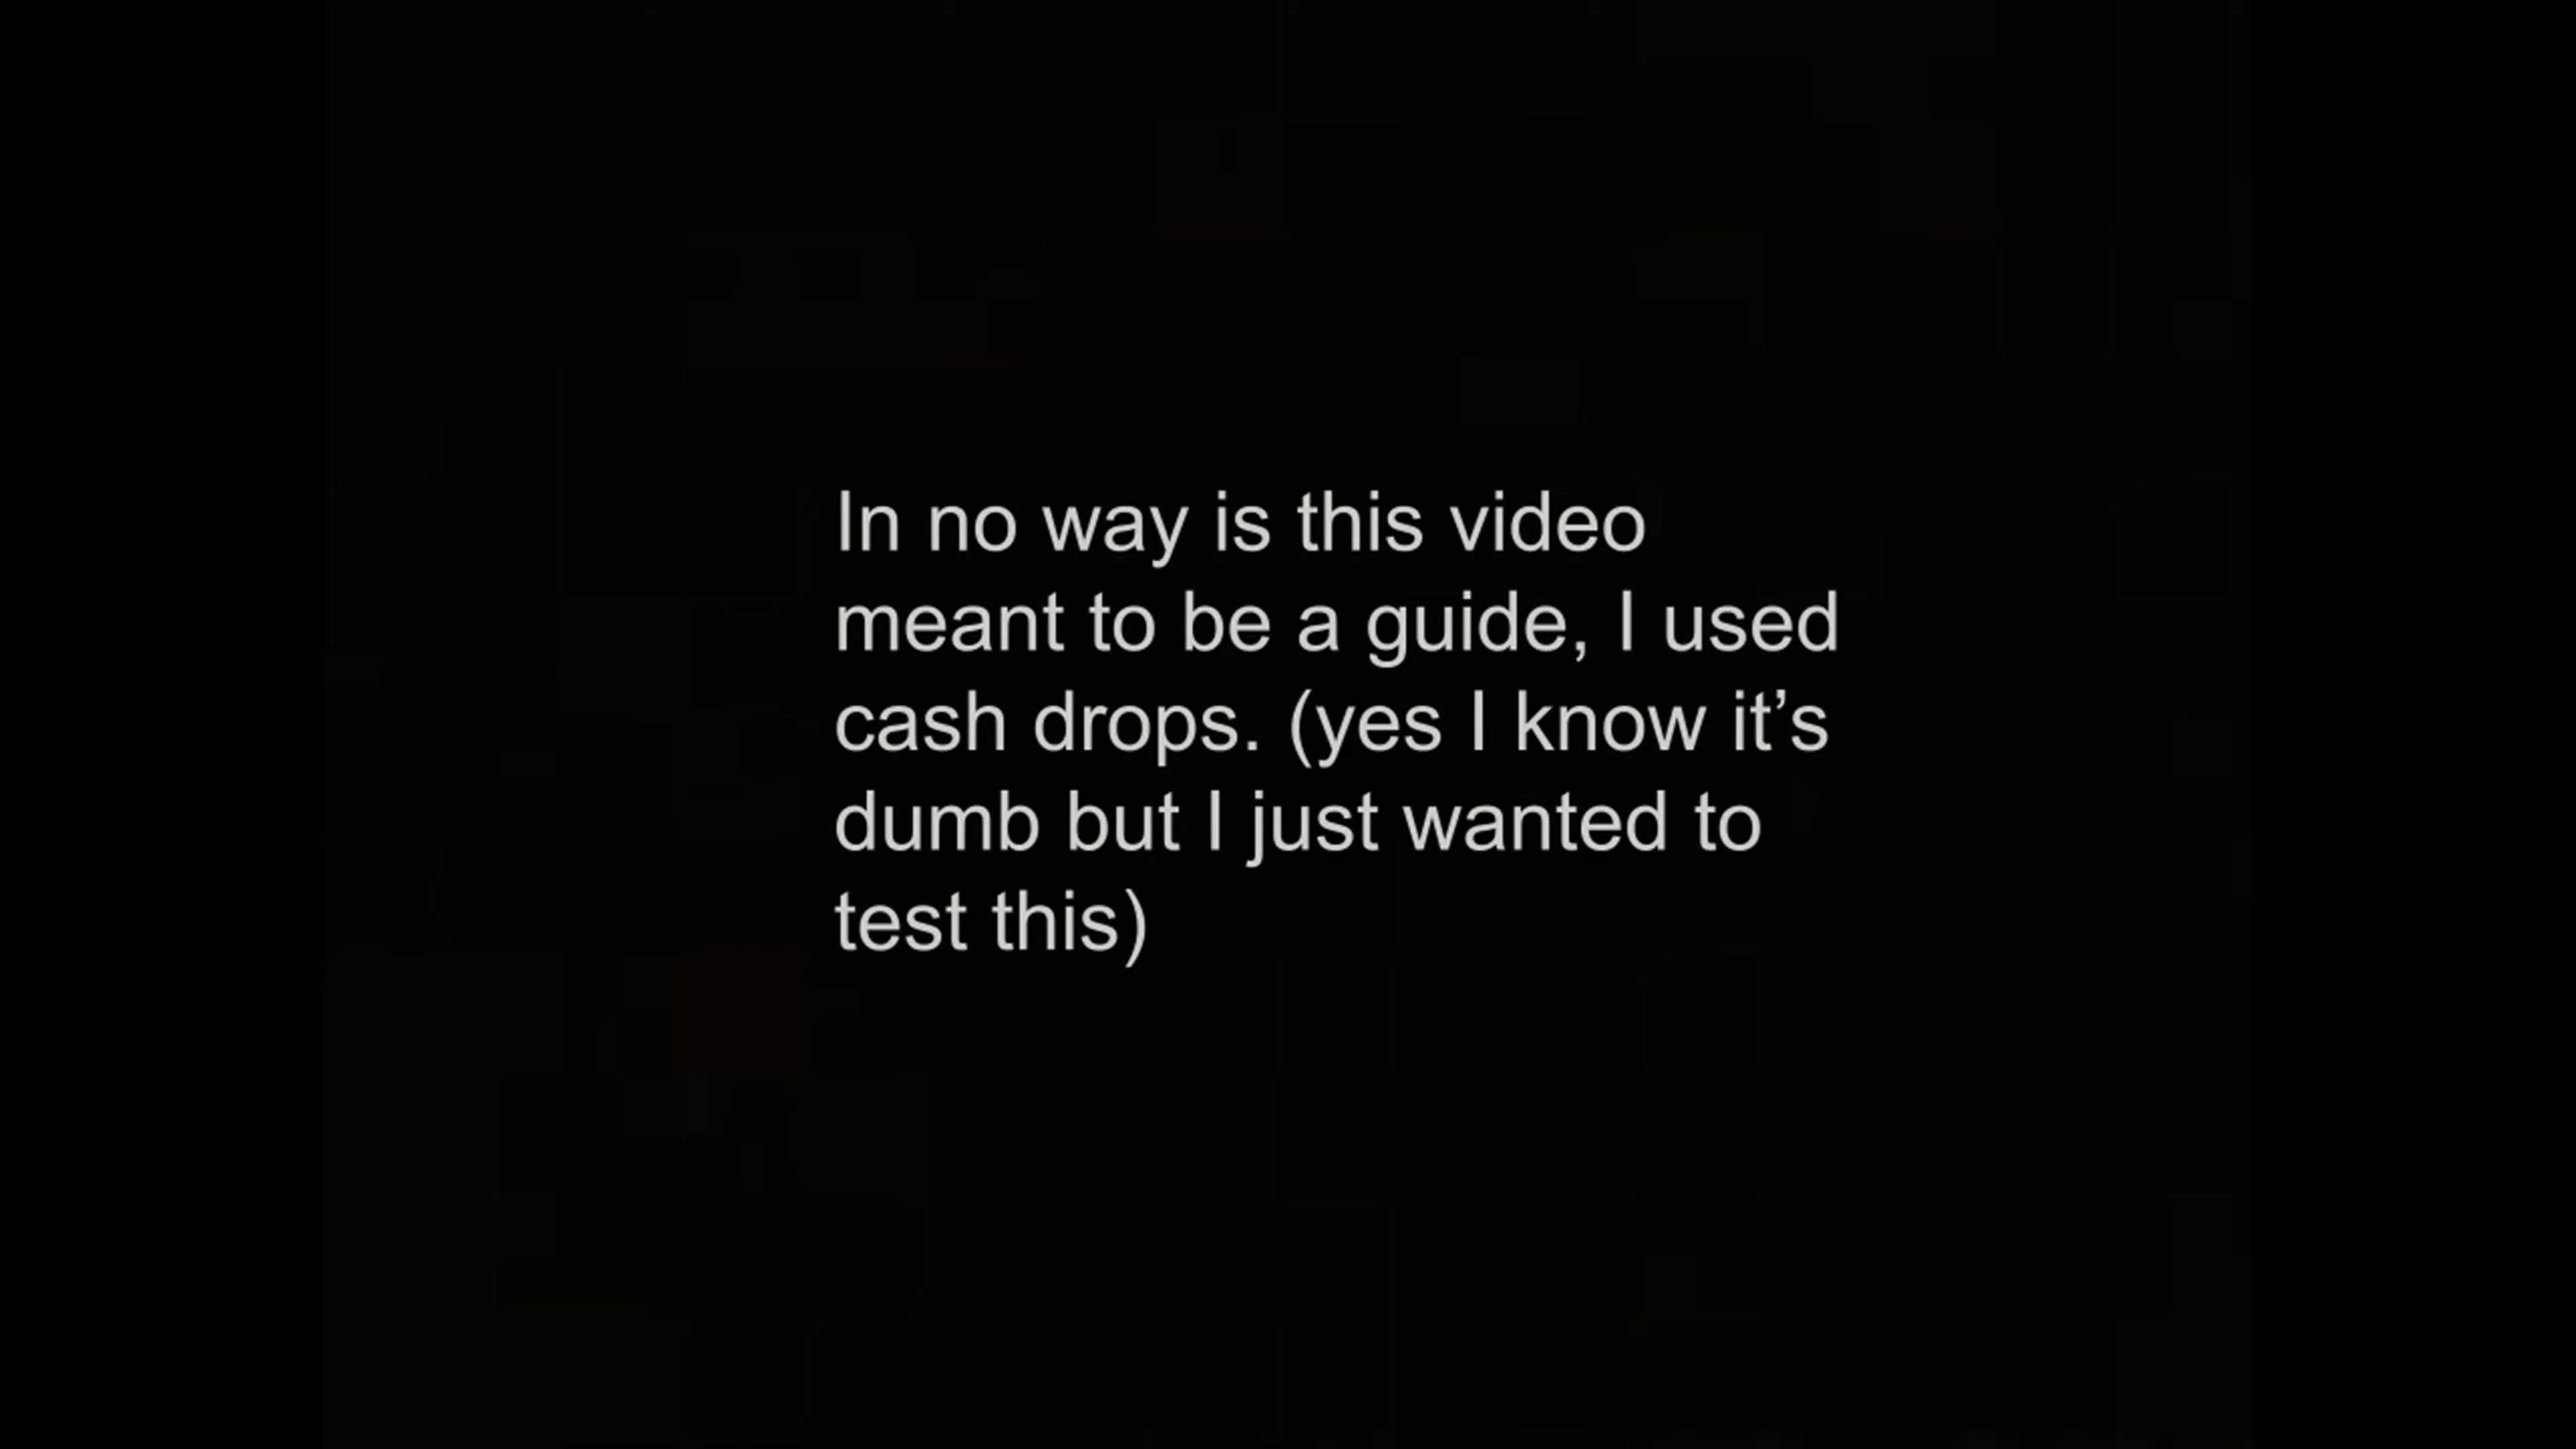 In no way is this video
meant to be a guide, I used
cash drops. (yes I know it’s
dumb but I just wanted to
test this)